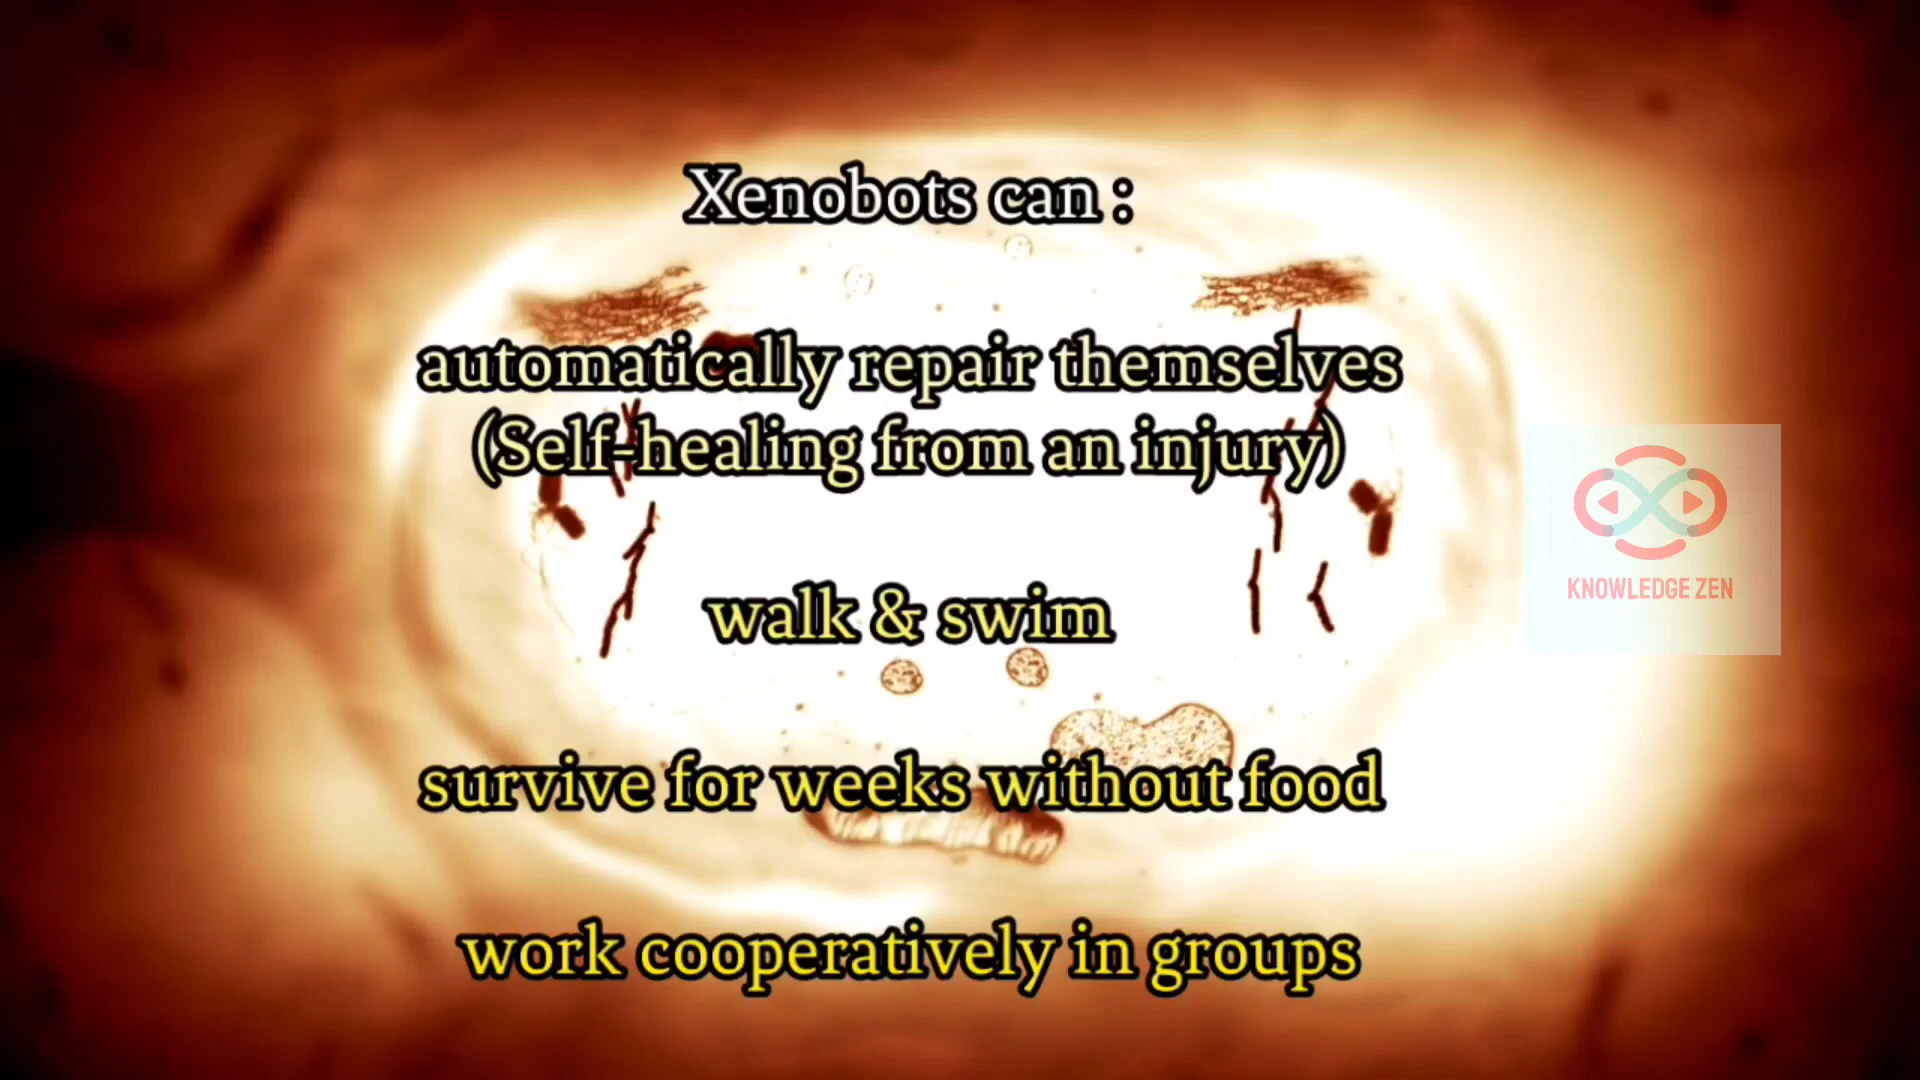 Xenobots can :
automatically repair themselves
(Self-healing from an injury)
walk & swim
survive for weeks without food
work cooperatively in groups
KNOWLEDGE ZEN